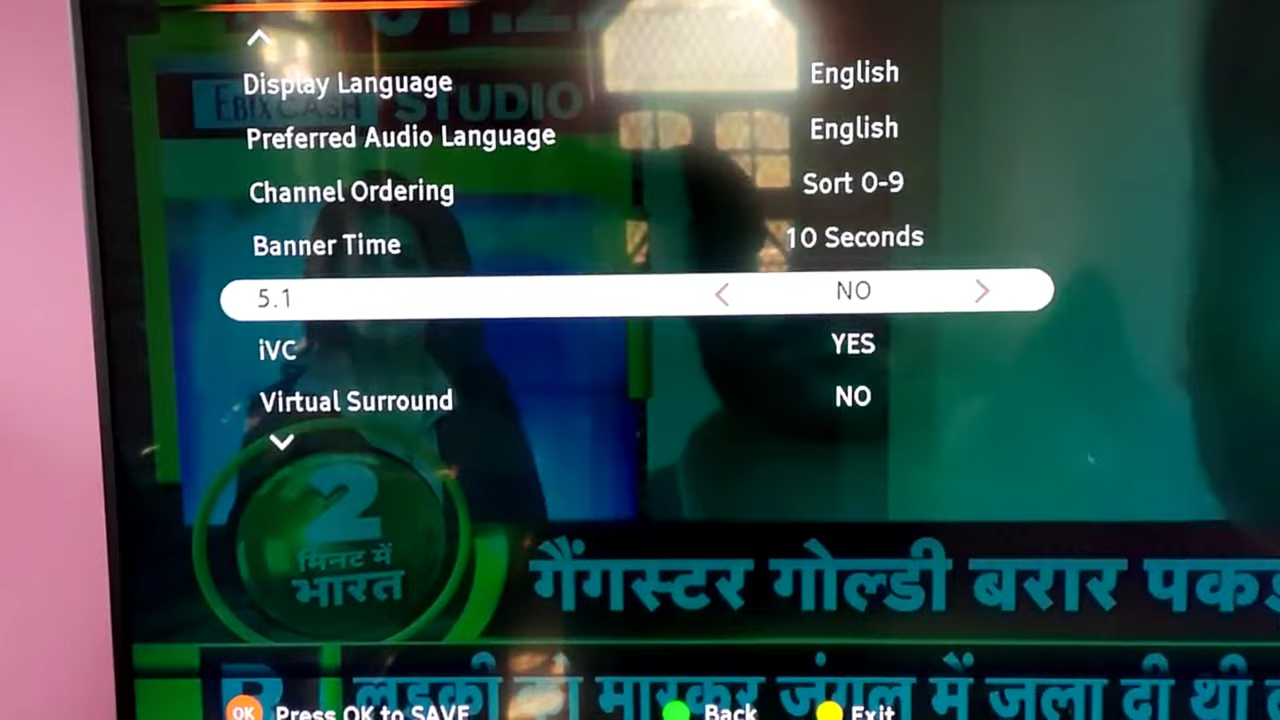 Display Language English
EBIXCASH STUDIO
Preferred Audio Language English
Channel Ordering Sort 0-9
Banner Time 10 Seconds
5.1 < NO >
iVC YES
Virtual Surround NO
2
मिनट में
भारत
गैंगस्टर गोल्डी बरार
लड़की को मारकर जंगल में जला दी थी
OK Press OK to SAVE Back Exit